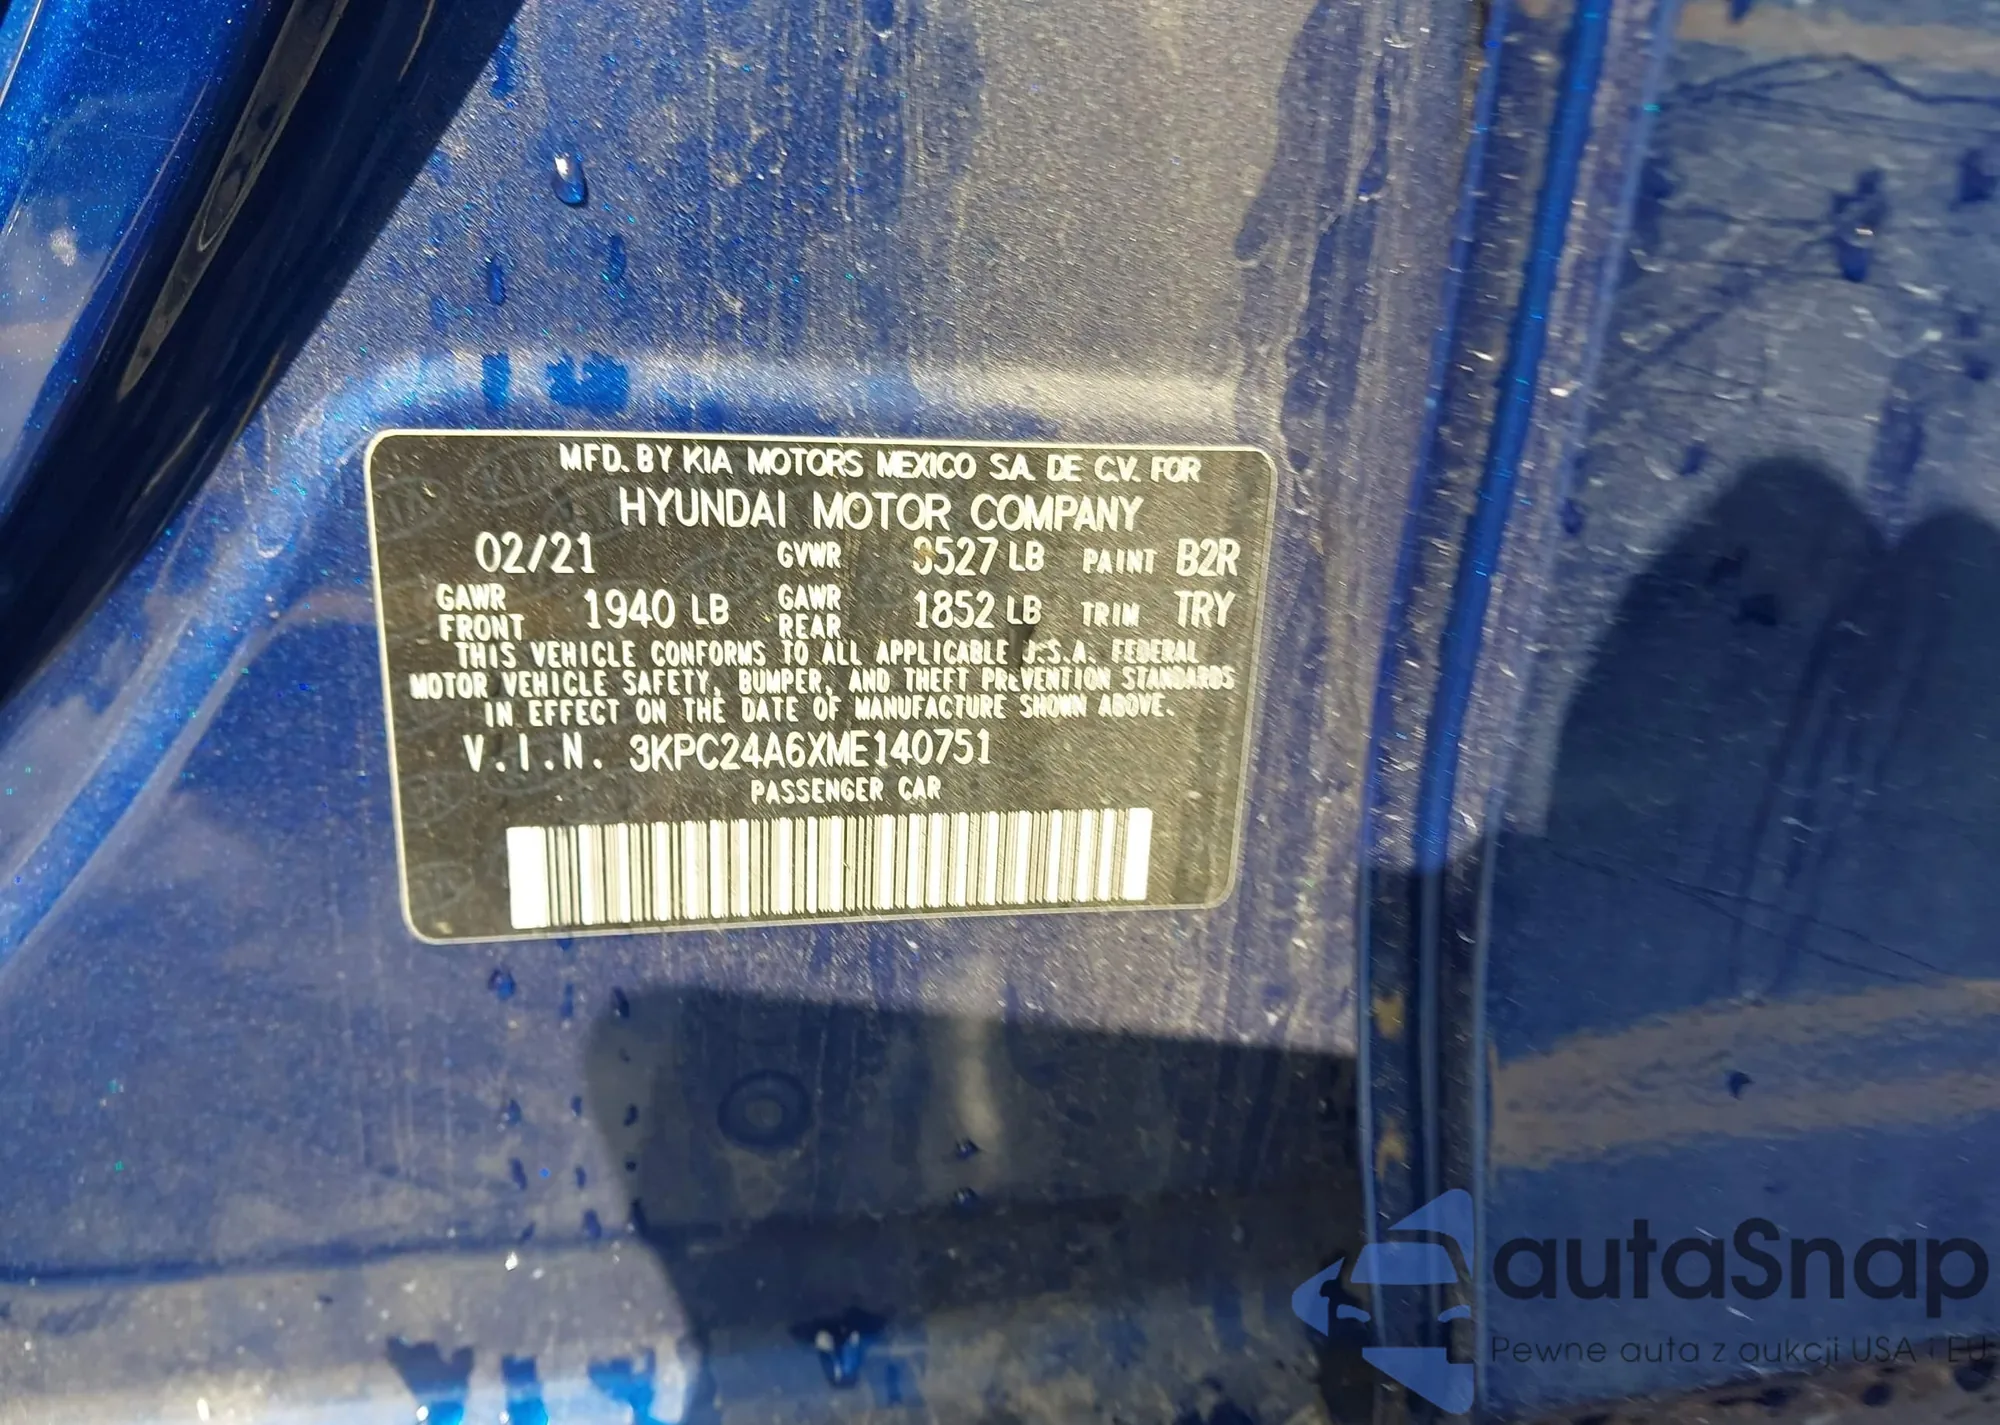 MFD. BY KIA MOTORS MEXICO S.A. DE C.V. FOR
HYUNDAI MOTOR COMPANY
02/21 GVWR 3527 LB PAINT B2R
GAWR FRONT 1940 LB GAWR REAR 1852 LB TRIM TRY
THIS VEHICLE CONFORMS TO ALL APPLICABLE U.S.A. FEDERAL
MOTOR VEHICLE SAFETY, BUMPER, AND THEFT PREVENTION STANDARDS
IN EFFECT ON THE DATE OF MANUFACTURE SHOWN ABOVE.
V.I.N. 3KPC24A6XME140751
PASSENGER CAR
autoSnap
Pewne auta z aukcji USA i EU